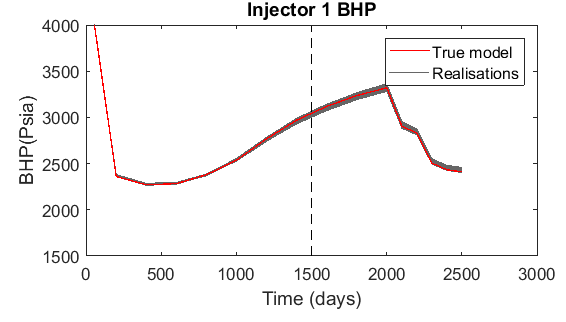 Injector 1 BHP
True model
Realisations
BHP(Psia)
4000
3500
3000
2500
2000
1500
0 500 1000 1500 2000 2500 3000
Time (days)